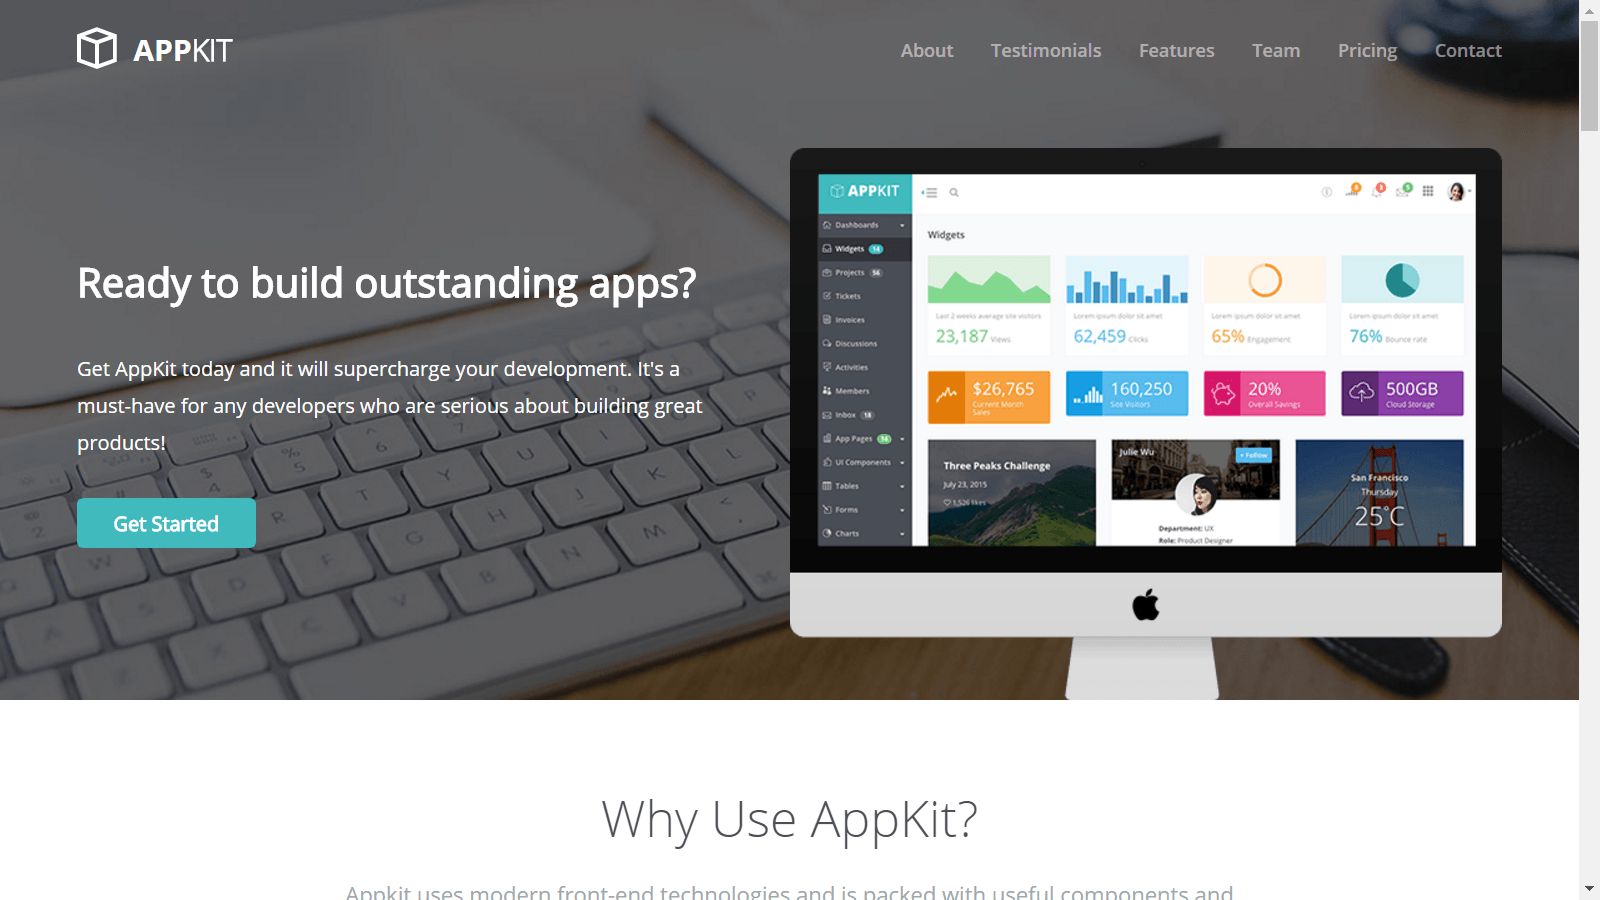 APPKIT
About Testimonials Features Team Pricing Contact
Ready to build outstanding apps?
Get AppKit today and it will supercharge your development. It's a
must-have for any developers who are serious about building great
products!
Get Started
APPKIT
Dashboards
Widgets 14
Projects 56
Tickets
Invoices
Discussions
Activities
Members
Inbox 18
App Pages 14
UI Components
Tables
Forms
Charts
Widgets
Last 2 weeks average site visitors
23,187 Views
Lorem ipsum dolor sit amet
62,459 Clicks
Lorem ipsum dolor sit amet
65% Engagement
Lorem ipsum dolor sit amet
76% Bounce rate
$26,765
Current Month
Sales
160,250
Site Visitors
20%
Overall Savings
500GB
Cloud Storage
Three Peaks Challenge
July 23, 2015
1,526 likes
Julie Wu
+ Follow
Department: UX
Role: Product Designer
San Francisco
Thursday
25°C
Why Use AppKit?
Appkit uses modern front-end technologies and is packed with useful components and